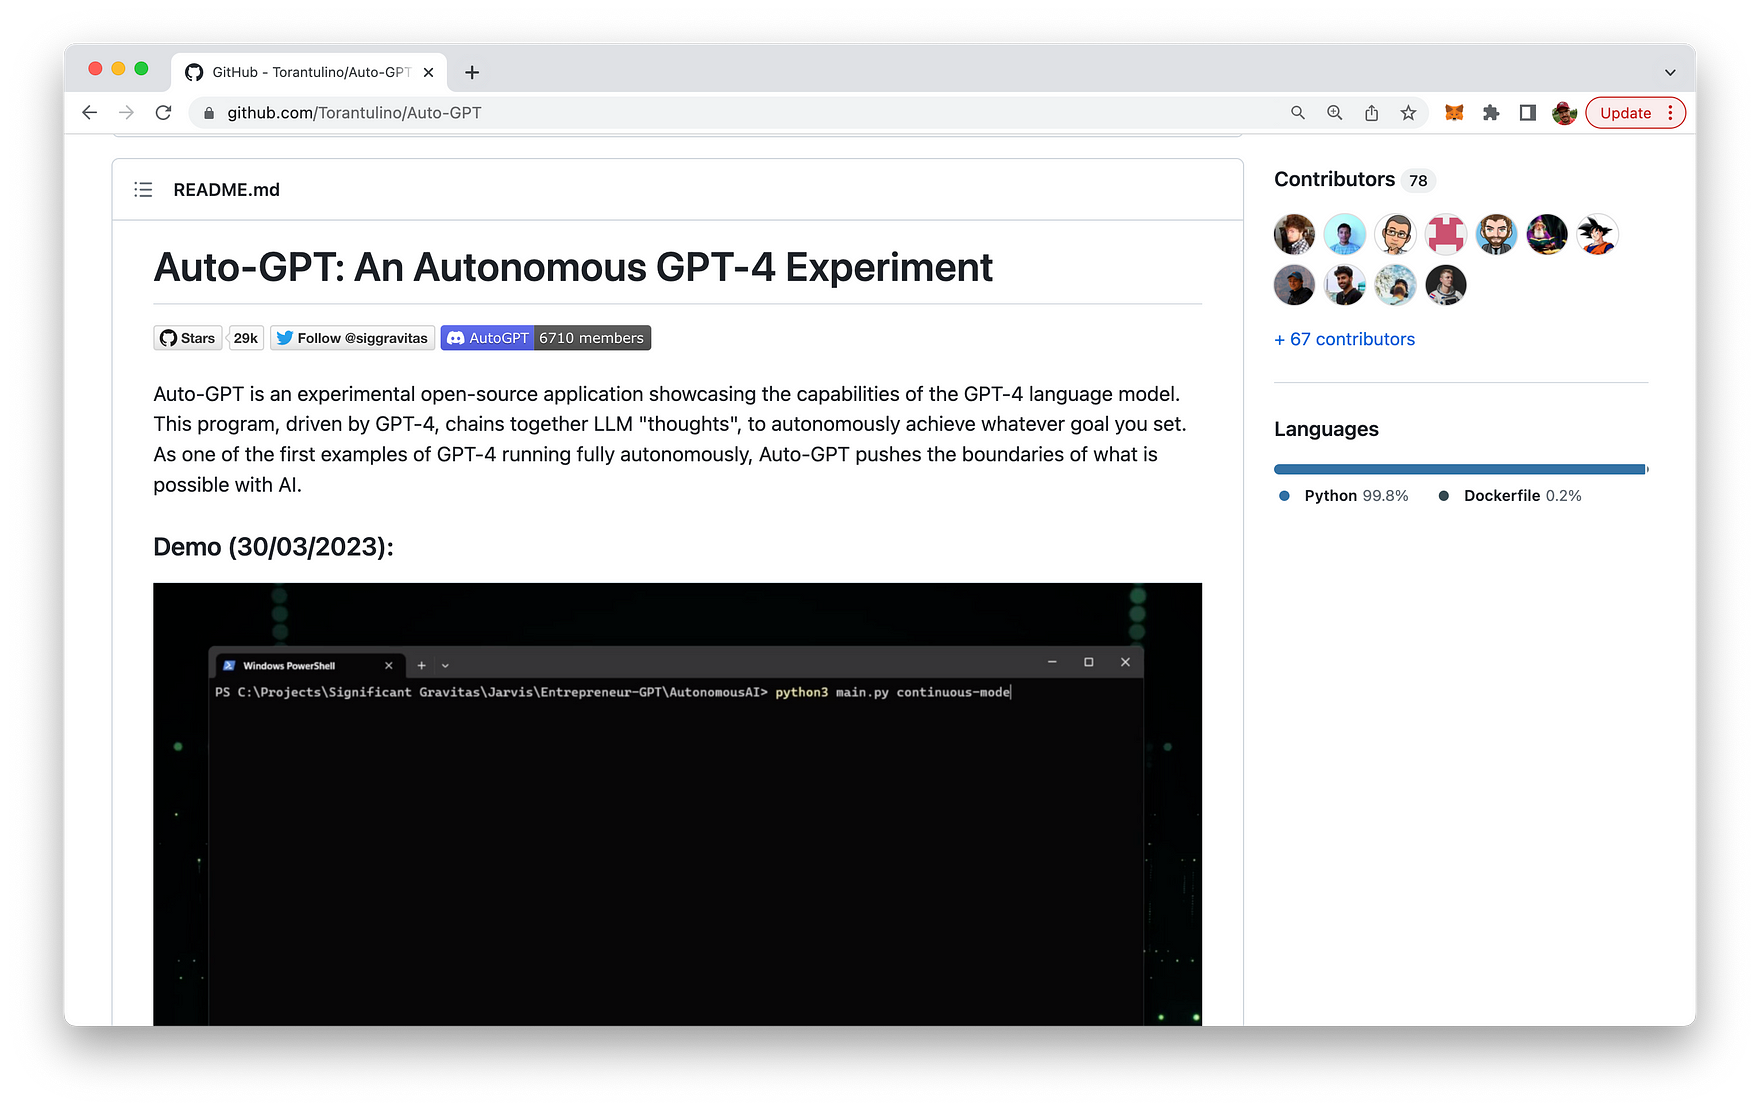 GitHub - Torantulino/Auto-GPT
github.com/Torantulino/Auto-GPT
Update
README.md
Auto-GPT: An Autonomous GPT-4 Experiment
Stars 29k Follow @siggravitas AutoGPT 6710 members
Auto-GPT is an experimental open-source application showcasing the capabilities of the GPT-4 language model.
This program, driven by GPT-4, chains together LLM "thoughts", to autonomously achieve whatever goal you set.
As one of the first examples of GPT-4 running fully autonomously, Auto-GPT pushes the boundaries of what is
possible with AI.
Demo (30/03/2023):
Windows PowerShell
PS C:\Projects\Significant Gravitas\Jarvis\Entrepreneur-GPT\AutonomousAI> python3 main.py continuous-mode
Contributors 78
+ 67 contributors
Languages
Python 99.8% Dockerfile 0.2%